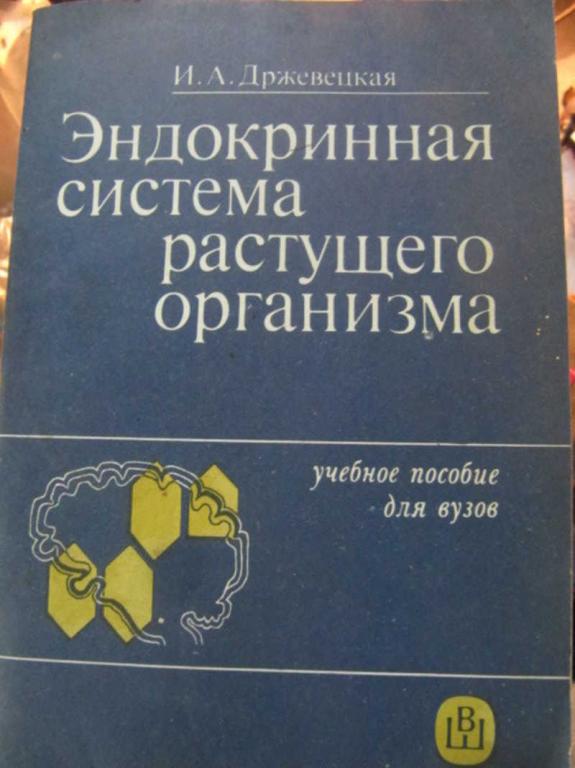 И. А. Држевецкая
Эндокринная
система
растущего
организма
учебное пособие
для вузов
ВШ